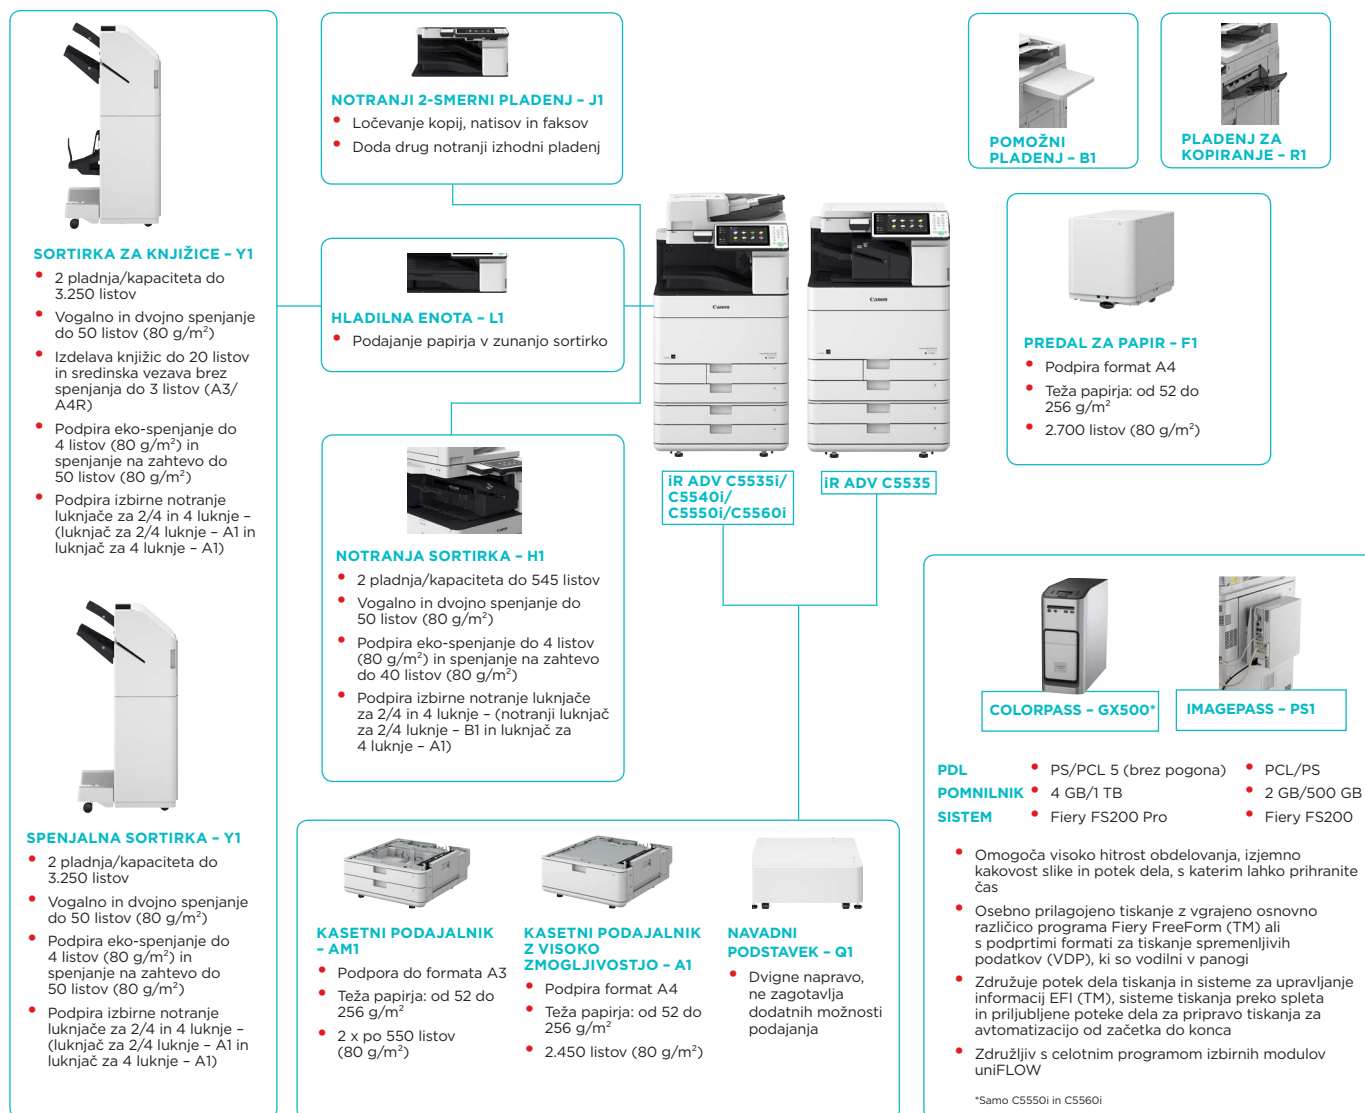 SORTIRKA ZA KNJIŽICE – Y1
• 2 pladnja/kapaciteta do
3.250 listov
• Vogalno in dvojno spenjanje
do 50 listov (80 g/m²)
• Izdelava knjižic do 20 listov
in sredinska vezava brez
spenjanja do 3 listov (A3/
A4R)
• Podpira eko-spenjanje do
4 listov (80 g/m²) in
spenjanje na zahtevo do
50 listov (80 g/m²)
• Podpira izbirne notranje
luknjače za 2/4 in 4 luknje –
(luknjač za 2/4 luknje – A1 in
luknjač za 4 luknje – A1)
SPENJALNA SORTIRKA – Y1
• 2 pladnja/kapaciteta do
3.250 listov
• Vogalno in dvojno spenjanje
do 50 listov (80 g/m²)
• Podpira eko-spenjanje do
4 listov (80 g/m²) in
spenjanje na zahtevo do
50 listov (80 g/m²)
• Podpira izbirne notranje
luknjače za 2/4 in 4 luknje –
(luknjač za 2/4 luknje – A1 in
luknjač za 4 luknje – A1)
NOTRANJI 2-SMERNI PLADENJ – J1
• Ločevanje kopij, natisov in faksov
• Doda drug notranji izhodni pladenj
HLADILNA ENOTA – L1
• Podajanje papirja v zunanjo sortirko
NOTRANJA SORTIRKA – H1
• 2 pladnja/kapaciteta do 545 listov
• Vogalno in dvojno spenjanje do
50 listov (80 g/m²)
• Podpira eko-spenjanje do 4 listov
(80 g/m²) in spenjanje na zahtevo
do 40 listov (80 g/m²)
• Podpira izbirne notranje luknjače
za 2/4 in 4 luknje – (notranji luknjač
za 2/4 luknje – B1 in luknjač za
4 luknje – A1)
Canon
Canon
Canon
iR ADV C5535i/
C5540i/
C5550i/C5560i
iR ADV C5535
POMOŽNI
PLADENJ – B1
PLADENJ ZA
KOPIRANJE – R1
PREDAL ZA PAPIR – F1
• Podpira format A4
• Teža papirja: od 52 do
256 g/m²
• 2.700 listov (80 g/m²)
KASETNI PODAJALNIK
– AM1
• Podpora do formata A3
• Teža papirja: od 52 do
256 g/m²
• 2 x po 550 listov
(80 g/m²)
KASETNI PODAJALNIK
Z VISOKO
ZMOGLJIVOSTJO – A1
• Podpira format A4
• Teža papirja: od 52 do
256 g/m²
• 2.450 listov (80 g/m²)
NAVADNI
PODSTAVEK – Q1
• Dvigne napravo,
ne zagotavlja
dodatnih možnosti
podajanja
COLORPASS – GX500*
IMAGEPASS – PS1
PDL • PS/PCL 5 (brez pogona) • PCL/PS
POMNILNIK • 4 GB/1 TB • 2 GB/500 GB
SISTEM • Fiery FS200 Pro • Fiery FS200
• Omogoča visoko hitrost obdelovanja, izjemno
kakovost slike in potek dela, s katerim lahko prihranite
čas
• Osebno prilagojeno tiskanje z vgrajeno osnovno
različico programa Fiery FreeForm (TM) ali
s podprtimi formati za tiskanje spremenljivih
podatkov (VDP), ki so vodilni v panogi
• Združuje potek dela tiskanja in sisteme za upravljanje
informacij EFI (TM), sisteme tiskanja preko spleta
in priljubljene poteke dela za pripravo tiskanja za
avtomatizacijo od začetka do konca
• Združljiv s celotnim programom izbirnih modulov
uniFLOW
*Samo C5550i in C5560i